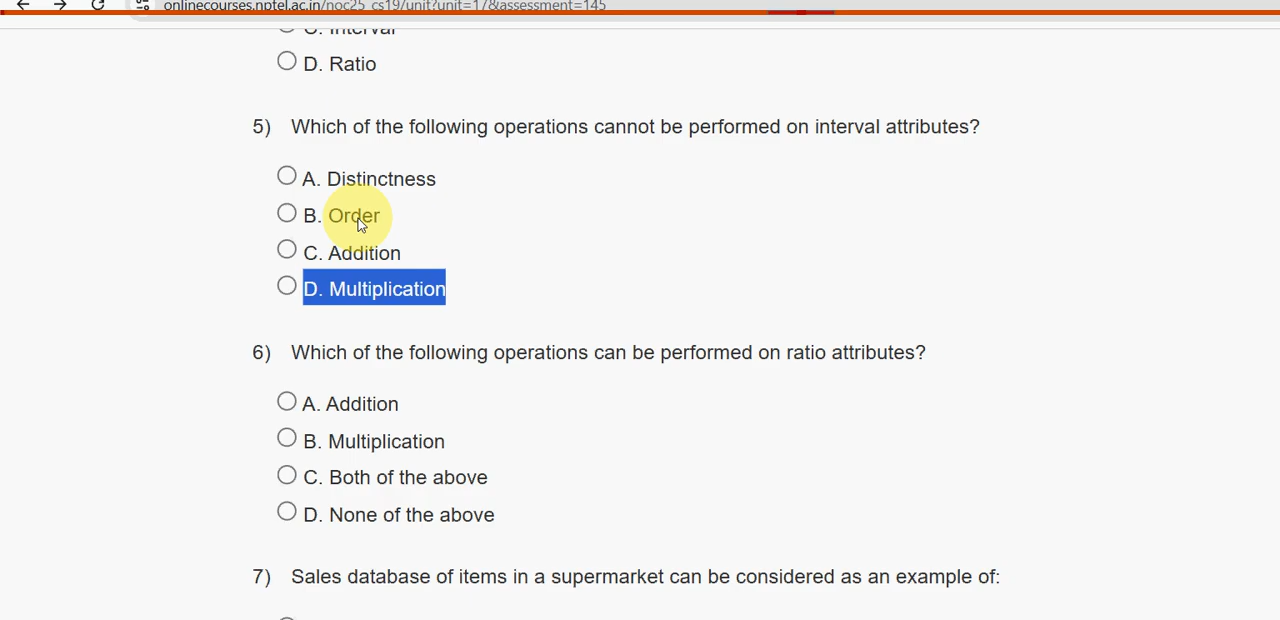 onlinecourses.nptel.ac.in/noc25_cs19/unit?unit=17&assessment=145
C. Interval
D. Ratio
5) Which of the following operations cannot be performed on interval attributes?
A. Distinctness
B. Order
C. Addition
D. Multiplication
6) Which of the following operations can be performed on ratio attributes?
A. Addition
B. Multiplication
C. Both of the above
D. None of the above
7) Sales database of items in a supermarket can be considered as an example of: